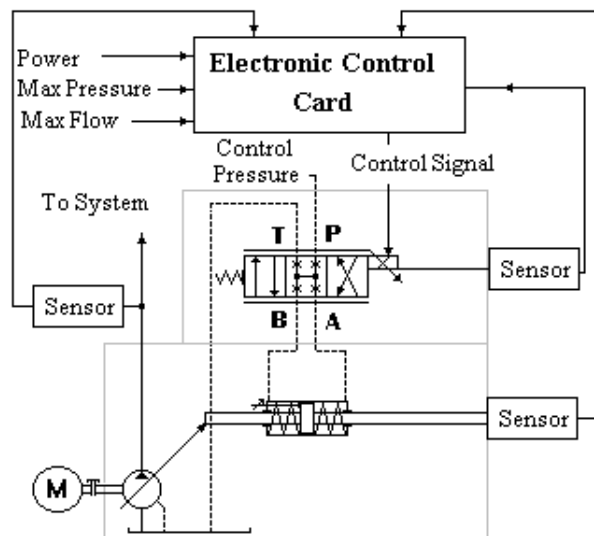 Electronic Control
Card
Power
Max Pressure
Max Flow
Control
Pressure
Control Signal
To System
T P
Sensor
Sensor
B A
Sensor
M